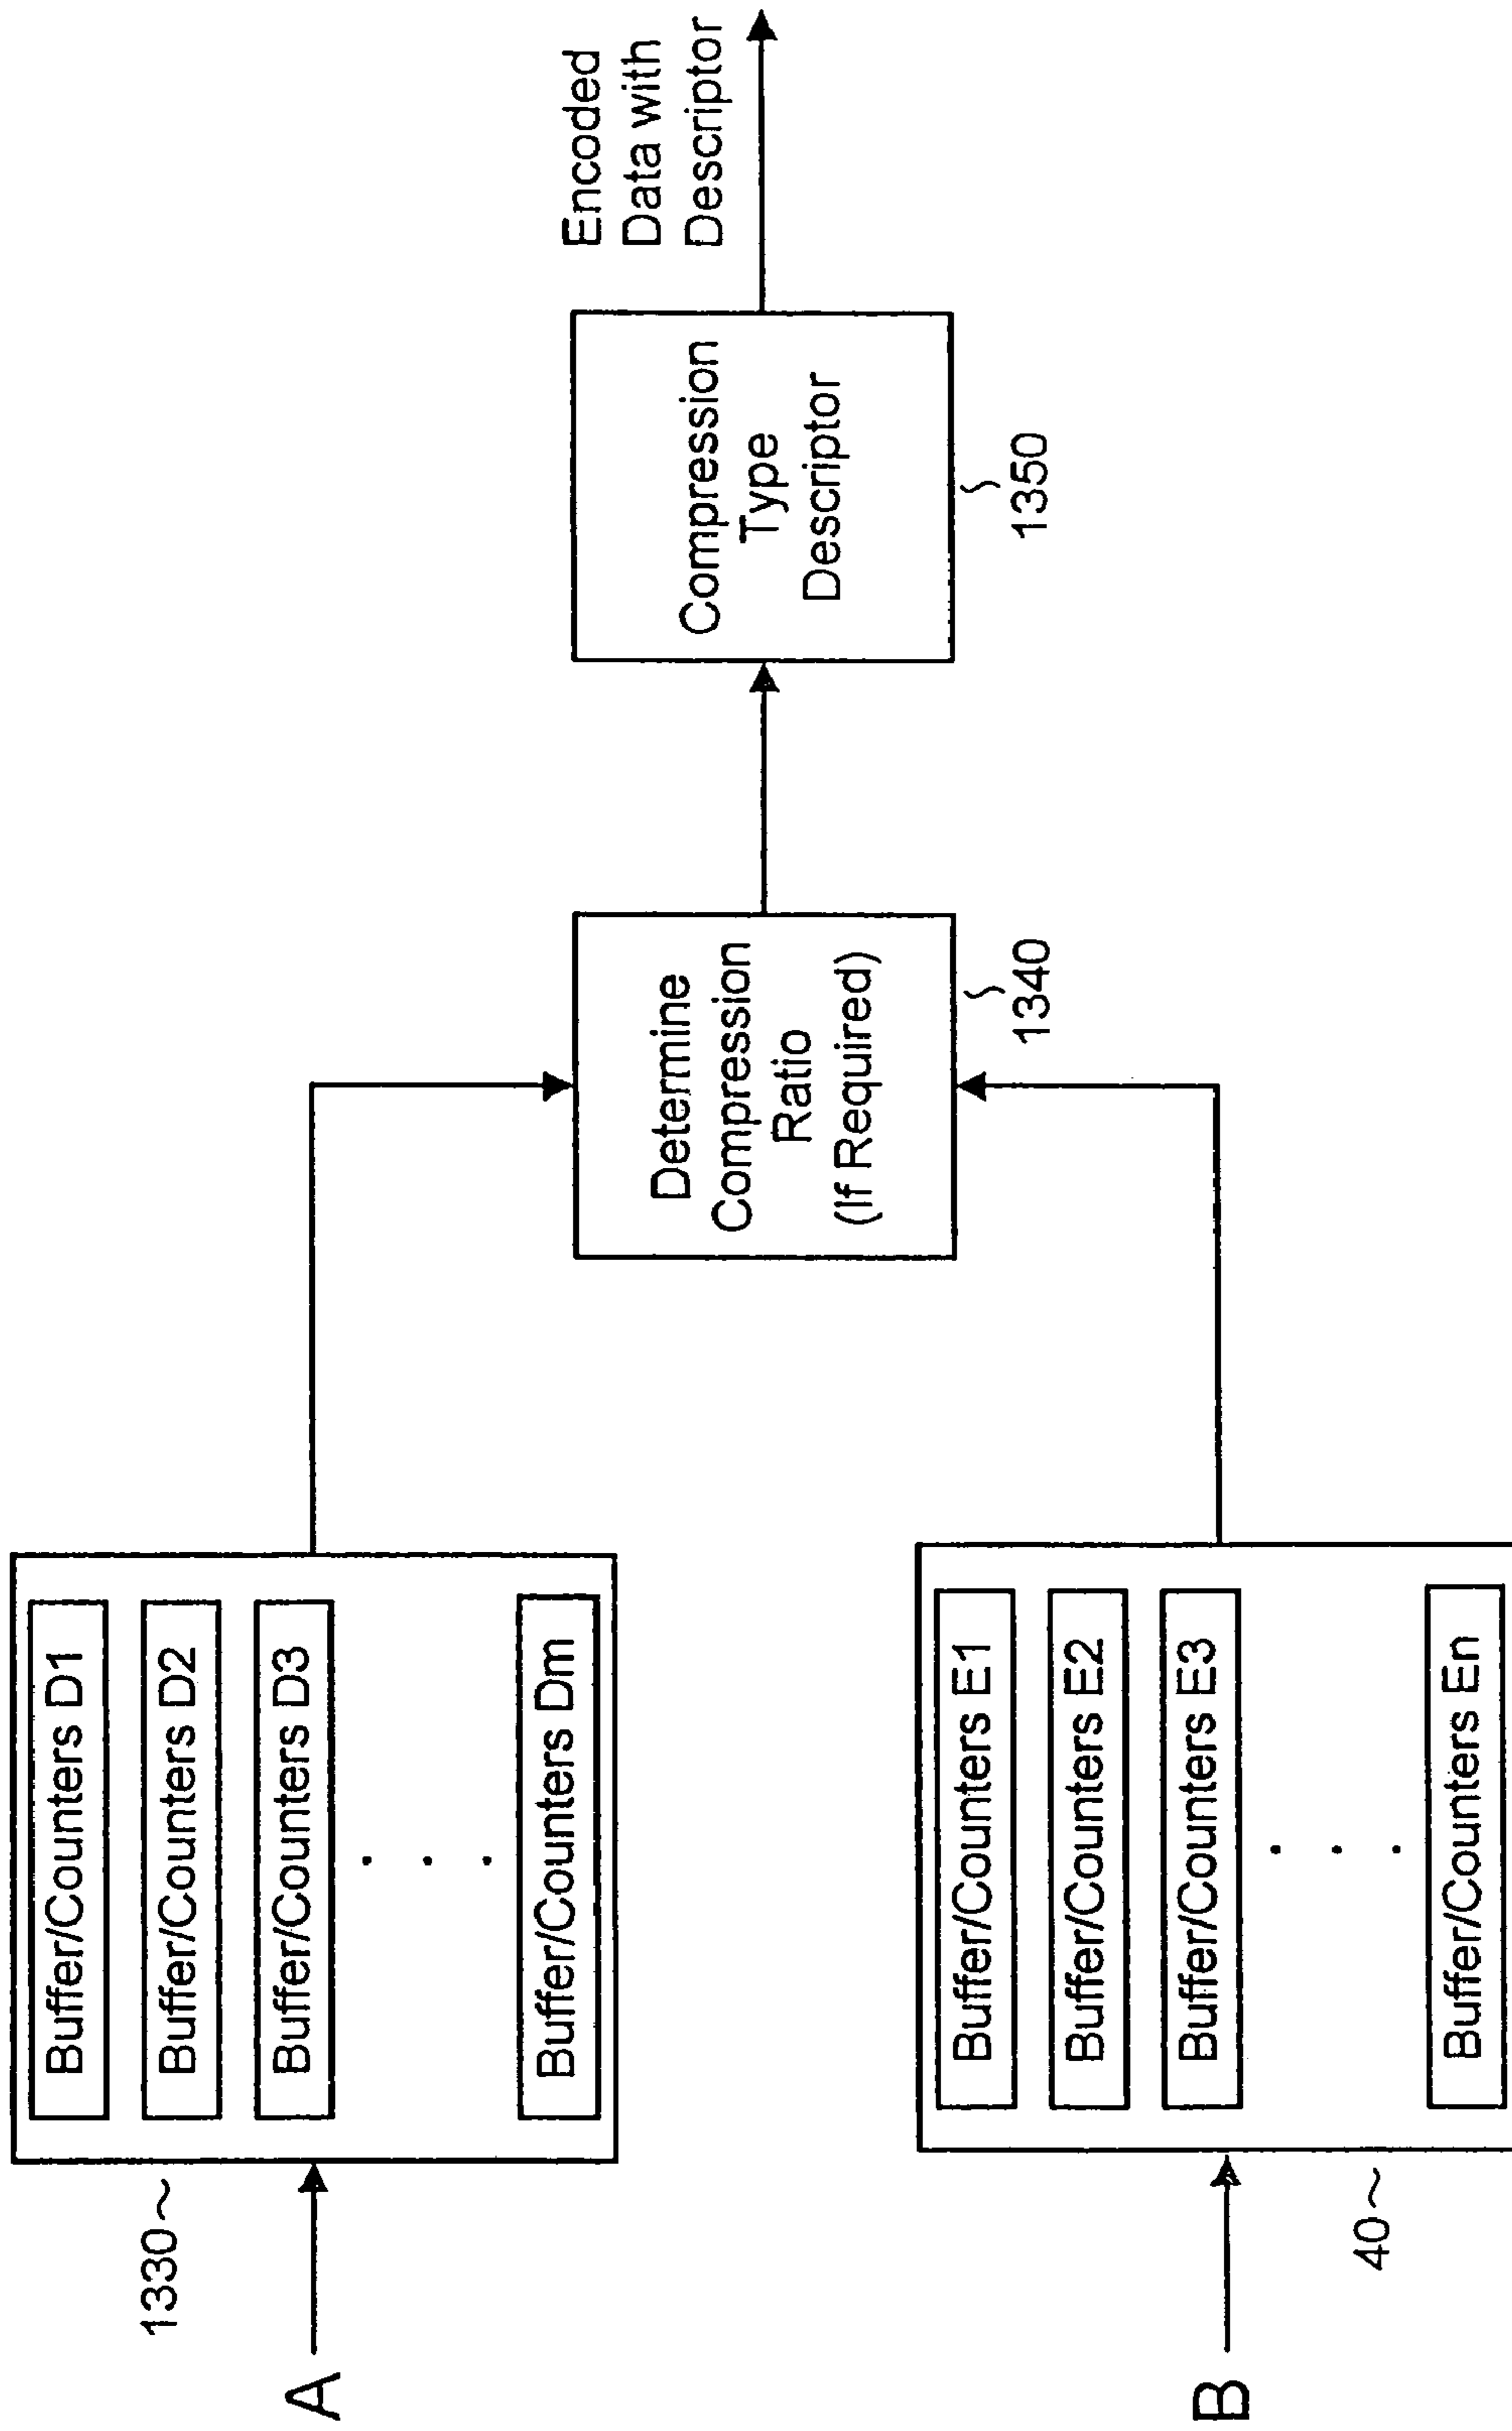 A
1330
Buffer/Counters D1
Buffer/Counters D2
Buffer/Counters D3
. . .
Buffer/Counters Dm
B
40
Buffer/Counters E1
Buffer/Counters E2
Buffer/Counters E3
. . .
Buffer/Counters En
Determine
Compression
Ratio
(If Required)
1340
Compression
Type
Descriptor
1350
Encoded
Data with
Descriptor